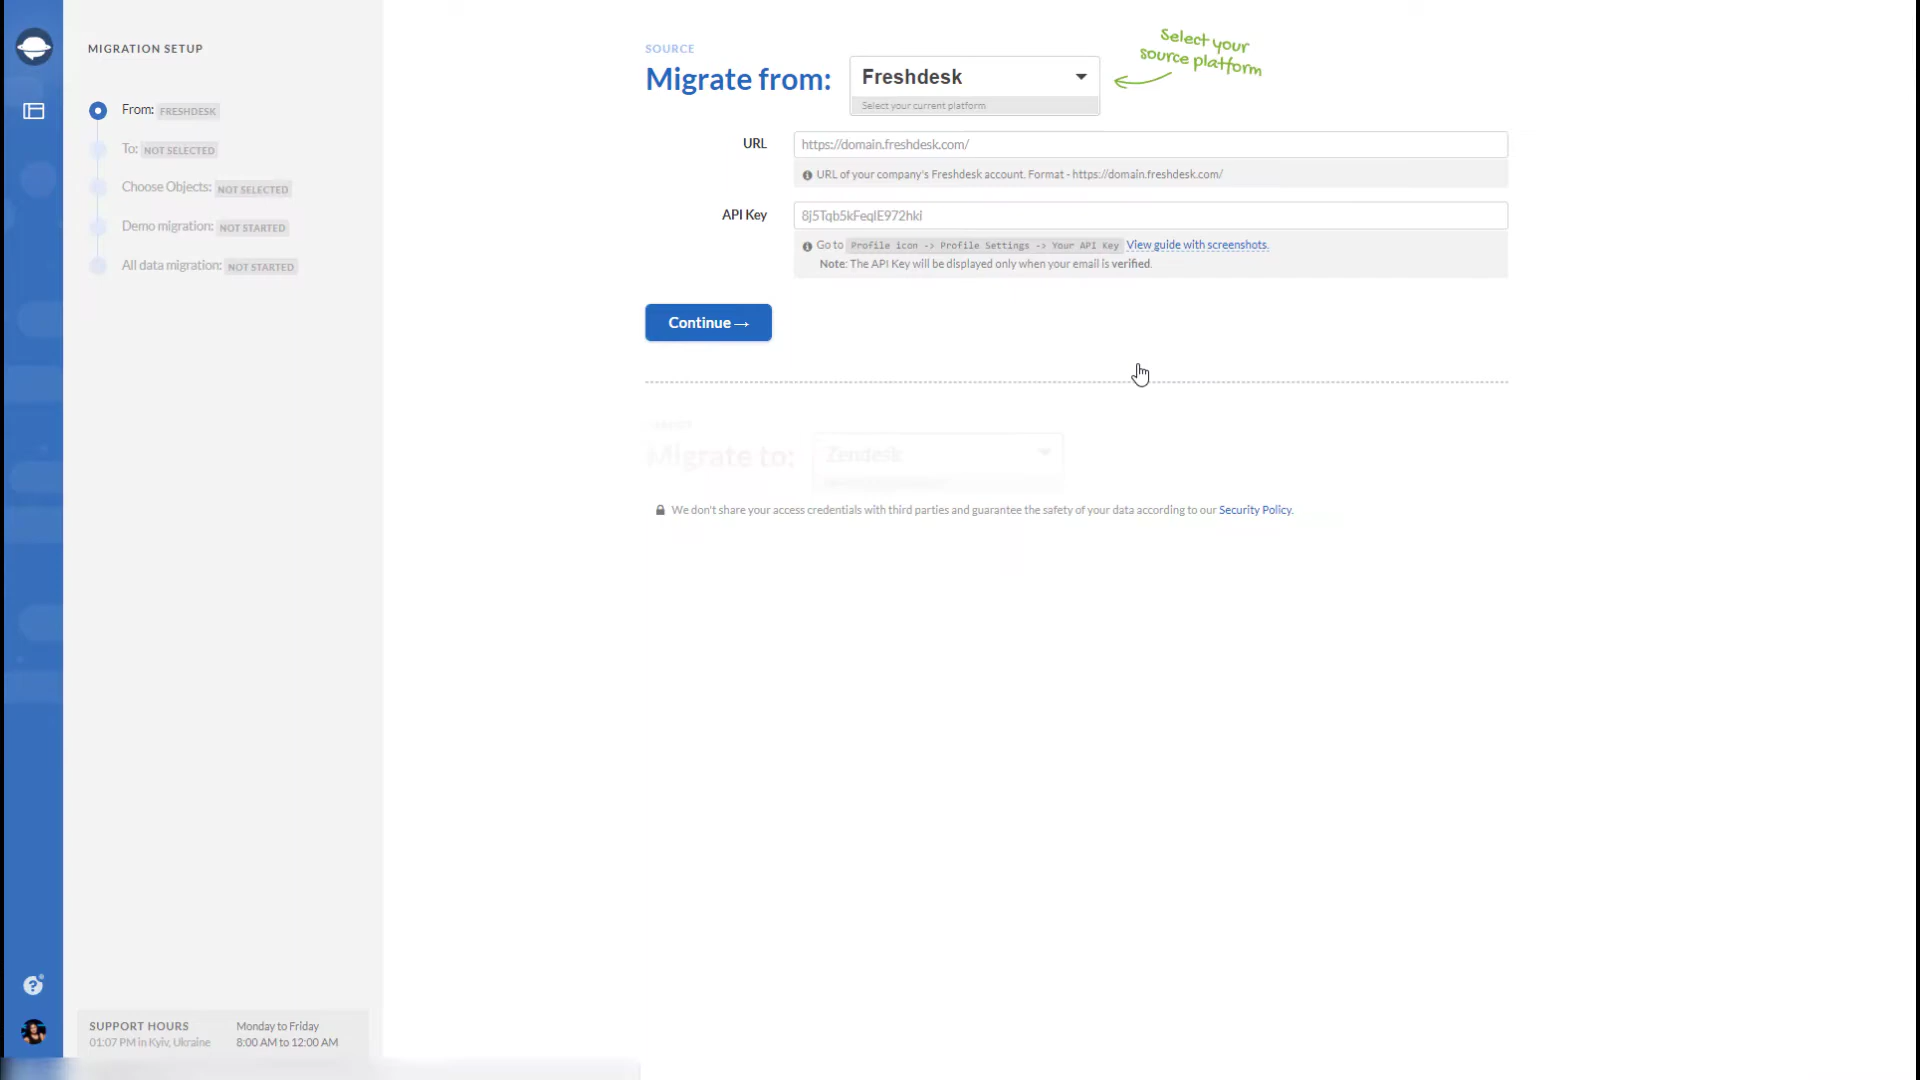 MIGRATION SETUP
From: FRESHDESK
To: NOT SELECTED
Choose Objects: NOT SELECTED
Demo migration: NOT STARTED
All data migration: NOT STARTED
SUPPORT HOURS
01:07 PM in Kyiv, Ukraine
Monday to Friday
8:00 AM to 12:00 AM
SOURCE
Migrate from:
Freshdesk
Select your current platform
Select your
source platform
URL
https://domain.freshdesk.com/
URL of your company's Freshdesk account. Format - https://domain.freshdesk.com/
API Key
8j5Tqb5kFeqIE972hki
Go to Profile icon -> Profile Settings -> Your API Key View guide with screenshots.
Note: The API Key will be displayed only when your email is verified.
Continue →
Migrate to:
Zendesk
We don't share your access credentials with third parties and guarantee the safety of your data according to our Security Policy.